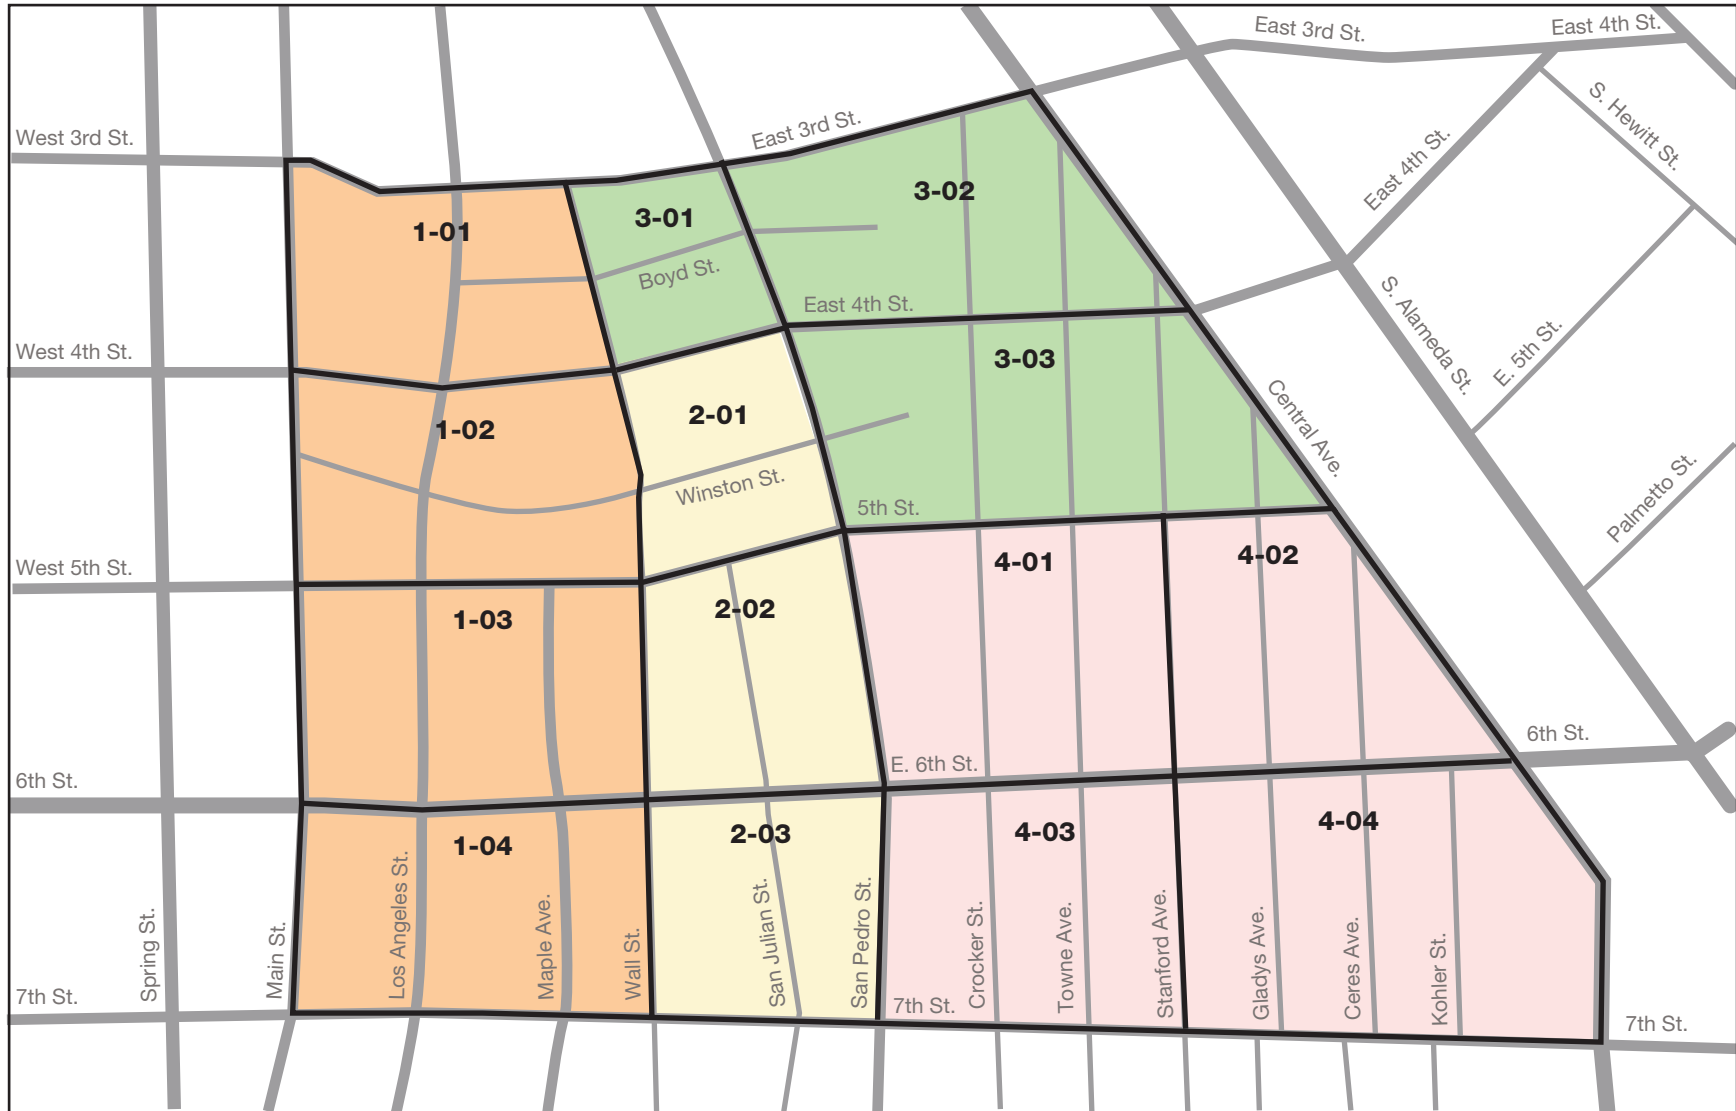 East 3rd St.
East 4th St.
West 3rd St.
East 3rd St.
S. Hewitt St.
East 4th St.
3-02
3-01
1-01
Boyd St.
East 4th St.
S. Alameda St.
E. 5th St.
West 4th St.
3-03
Central Ave.
2-01
1-02
Winston St.
5th St.
Palmetto St.
West 5th St.
4-01
4-02
1-03
2-02
6th St.
E. 6th St.
6th St.
1-04
2-03
4-03
4-04
Spring St.
Main St.
Los Angeles St.
Maple Ave.
Wall St.
San Julian St.
San Pedro St.
Crocker St.
Towne Ave.
Stanford Ave.
Gladys Ave.
Ceres Ave.
Kohler St.
7th St.
7th St.
7th St.